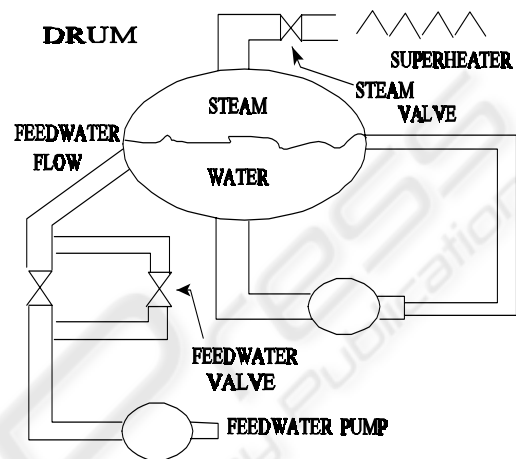 DRUM
SUPERHEATER
STEAM
VALVE
STEAM
FEEDWATER
FLOW
WATER
FEEDWATER
VALVE
FEEDWATER PUMP